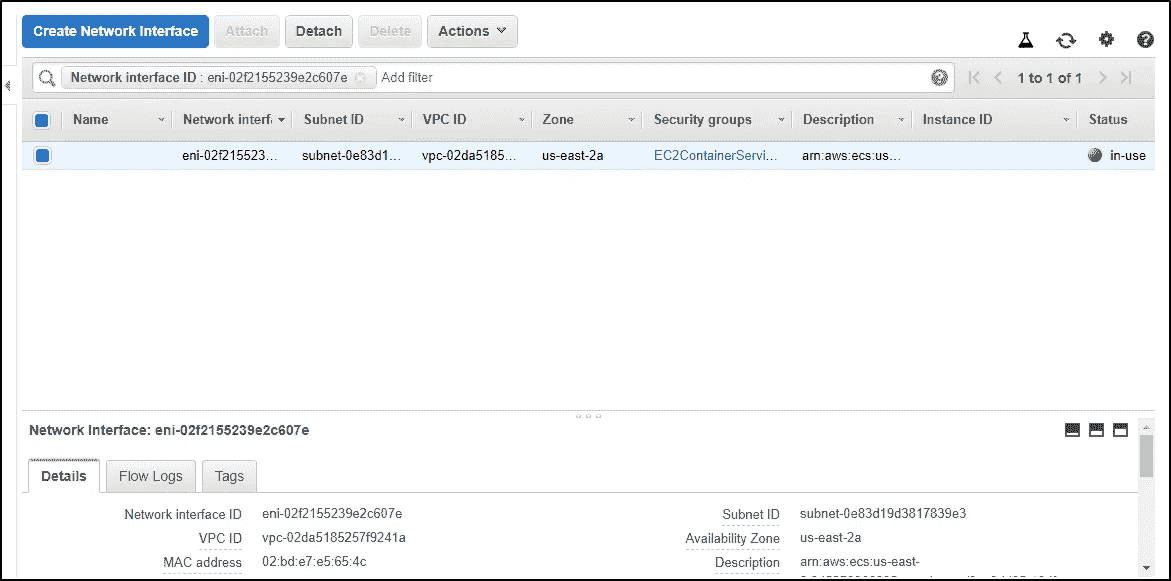 Create Network Interface Attach Detach Delete Actions
Network interface ID : eni-02f2155239e2c607e Add filter 1 to 1 of 1
Name Network interf Subnet ID VPC ID Zone Security groups Description Instance ID Status
eni-02f215523... subnet-0e83d1... vpc-02da5185... us-east-2a EC2ContainerServi... arn:aws:ecs:us... in-use
Network Interface: eni-02f2155239e2c607e
Details Flow Logs Tags
Network interface ID eni-02f2155239e2c607e Subnet ID subnet-0e83d19d3817839e3
VPC ID vpc-02da5185257f9241a Availability Zone us-east-2a
MAC address 02:bd:e7:e5:65:4c Description arn:aws:ecs:us-east-